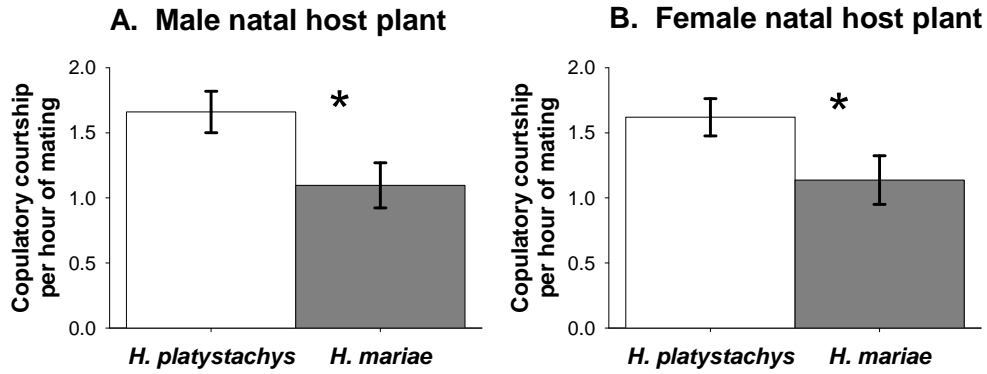 A. Male natal host plant
Copulatory courtship
per hour of mating
2.0
1.5
1.0
0.5
0.0
*
H. platystachys
H. mariae
B. Female natal host plant
Copulatory courtship
per hour of mating
2.0
1.5
1.0
0.5
0.0
*
H. platystachys
H. mariae